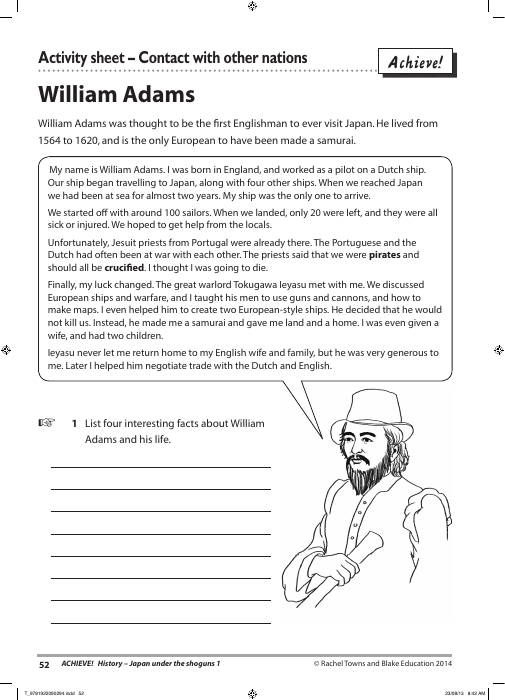 Activity sheet – Contact with other nations
Achieve!
William Adams
William Adams was thought to be the first Englishman to ever visit Japan. He lived from
1564 to 1620, and is the only European to have been made a samurai.
My name is William Adams. I was born in England, and worked as a pilot on a Dutch ship.
Our ship began travelling to Japan, along with four other ships. When we reached Japan
we had been at sea for almost two years. My ship was the only one to arrive.
We started off with around 100 sailors. When we landed, only 20 were left, and they were all
sick or injured. We hoped to get help from the locals.
Unfortunately, Jesuit priests from Portugal were already there. The Portuguese and the
Dutch had often been at war with each other. The priests said that we were pirates and
should all be crucified. I thought I was going to die.
Finally, my luck changed. The great warlord Tokugawa Ieyasu met with me. We discussed
European ships and warfare, and I taught his men to use guns and cannons, and how to
make maps. I even helped him to create two European-style ships. He decided that he would
not kill us. Instead, he made me a samurai and gave me land and a home. I was even given a
wife, and had two children.
Ieyasu never let me return home to my English wife and family, but he was very generous to
me. Later I helped him negotiate trade with the Dutch and English.
1 List four interesting facts about William
Adams and his life.
52 ACHIEVE! History – Japan under the shoguns 1
© Rachel Towns and Blake Education 2014
T_9781922090294.indd 52
23/08/13 8:42 AM